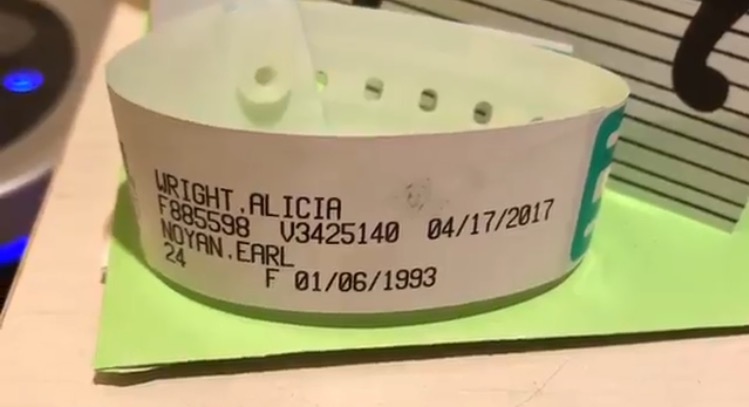 WRIGHT,ALICIA
F885598 V3425140 04/17/2017
NOYAN,EARL
24 F 01/06/1993